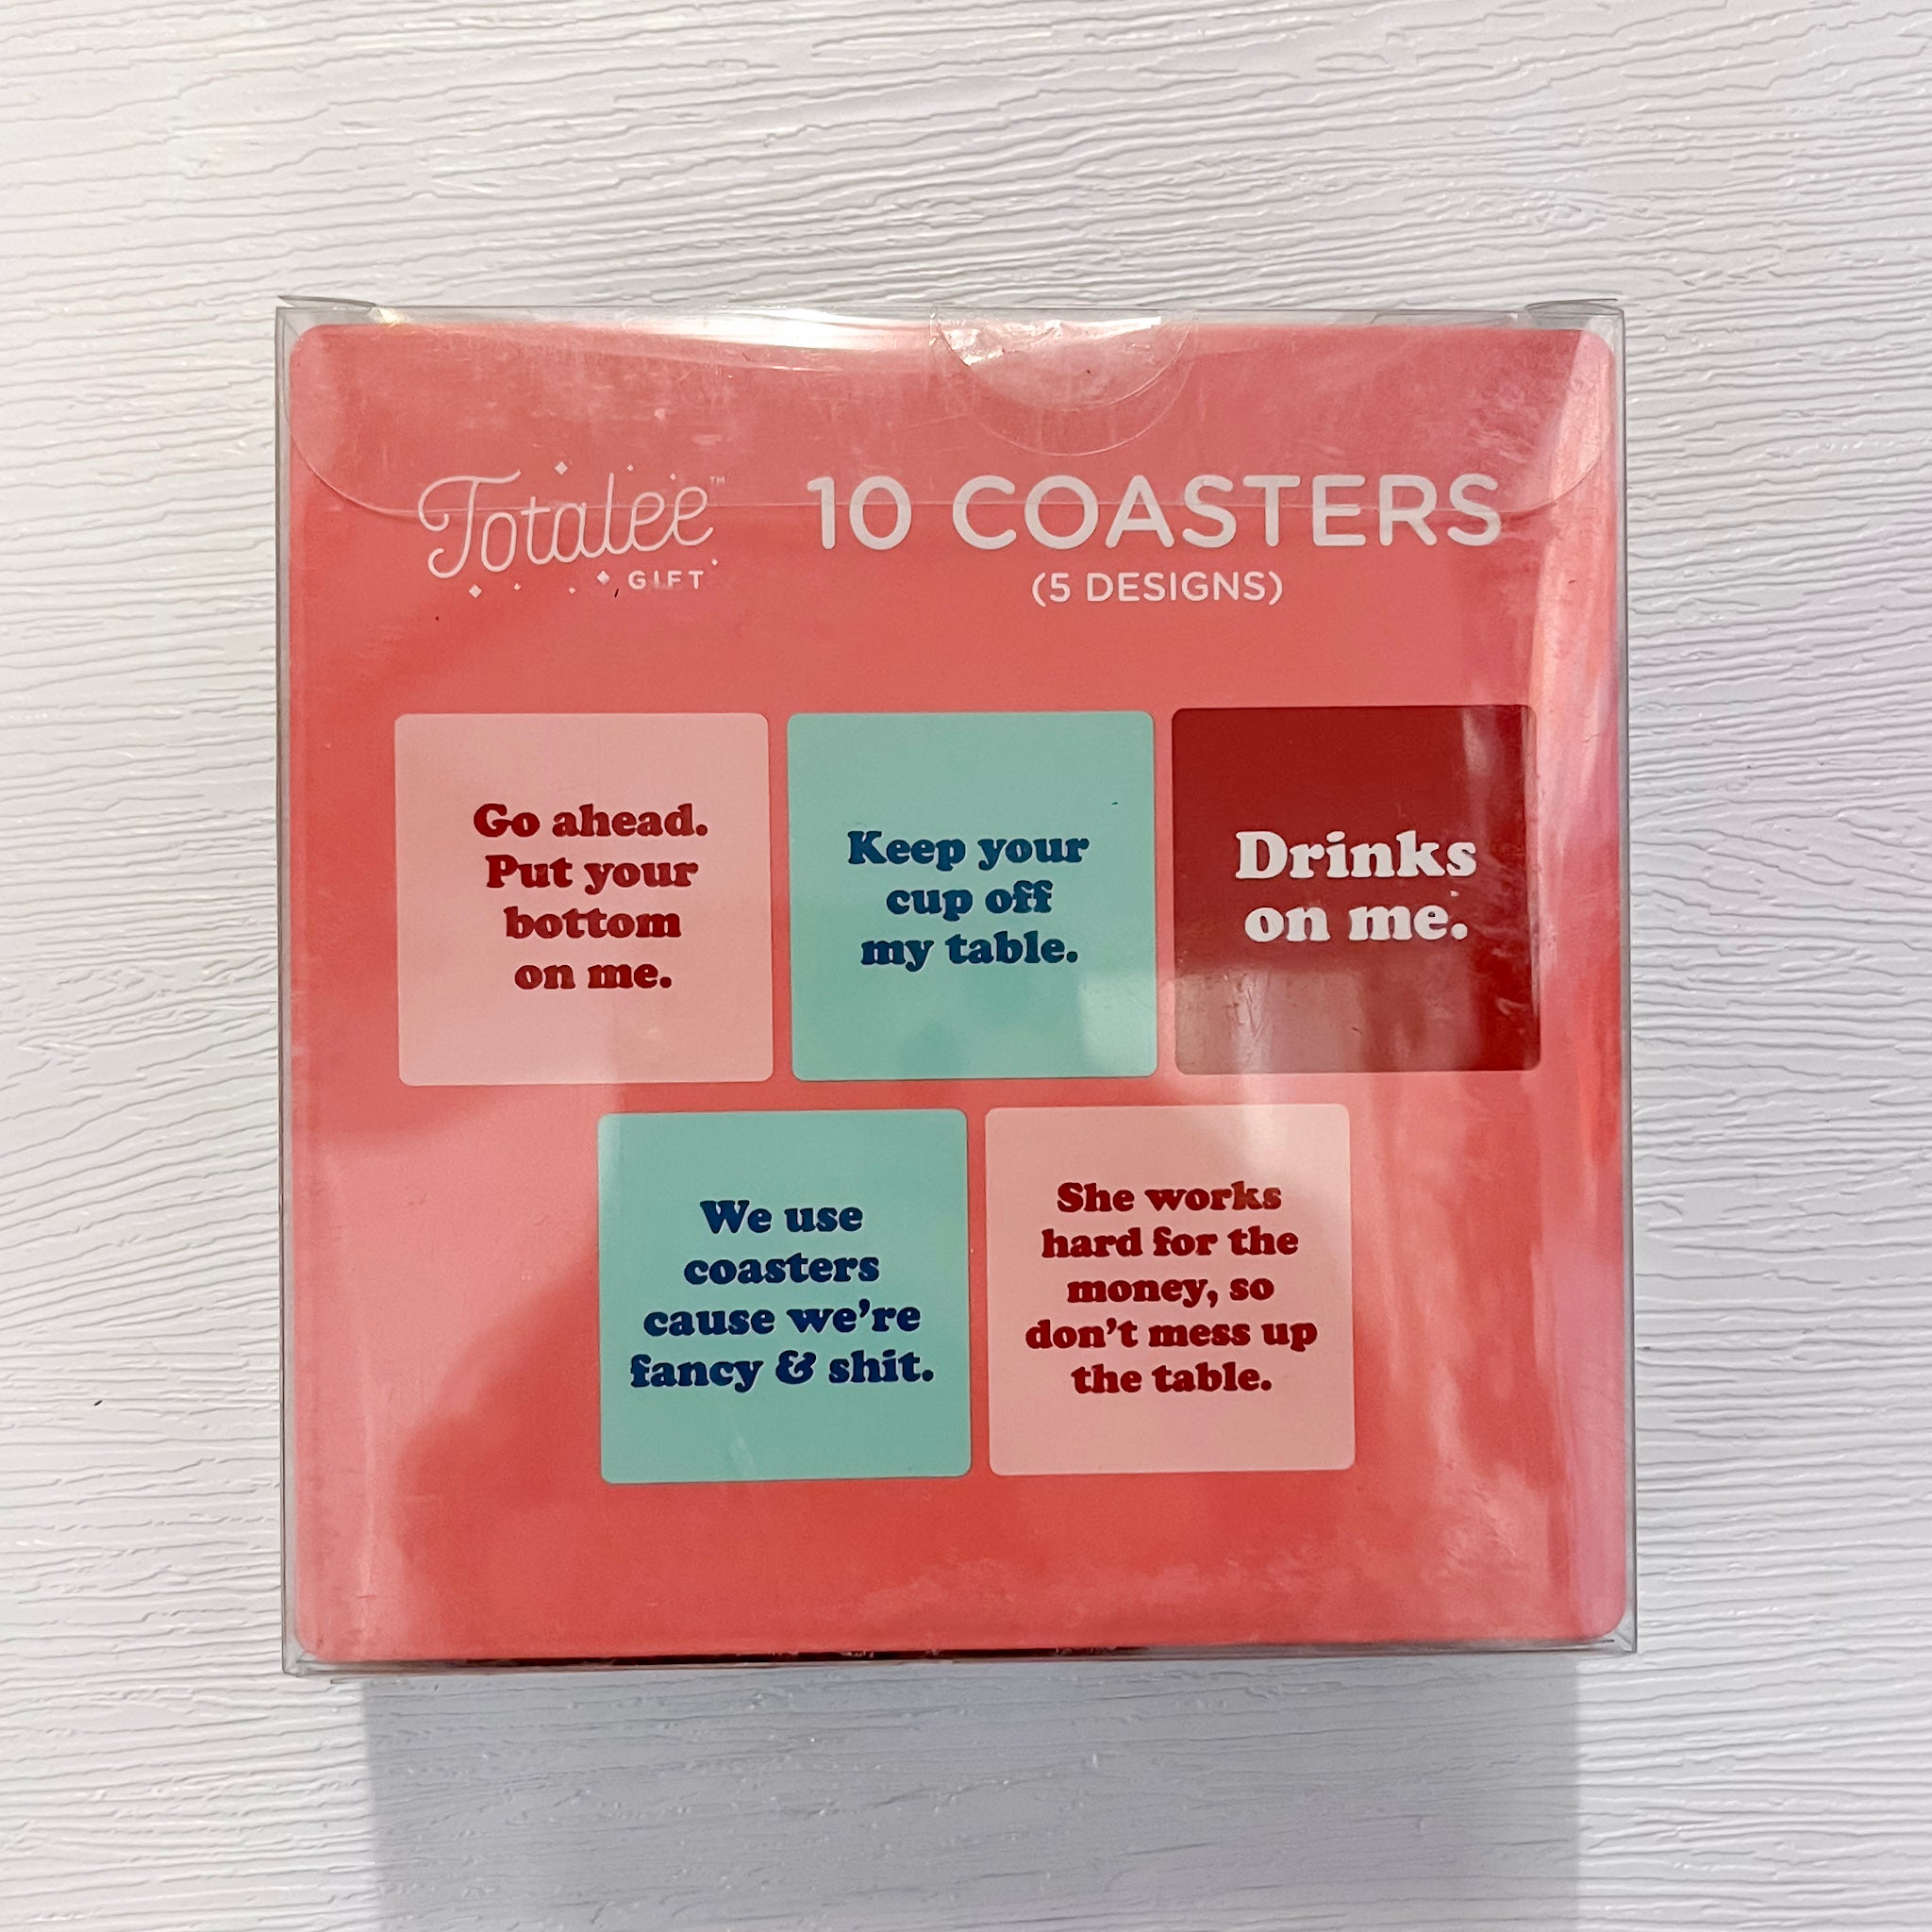 Totalee™
GIFT
10 COASTERS
(5 DESIGNS)
Go ahead.
Put your
bottom
on me.
Keep your
cup off
my table.
Drinks
on me.
We use
coasters
cause we're
fancy & shit.
She works
hard for the
money, so
don't mess up
the table.